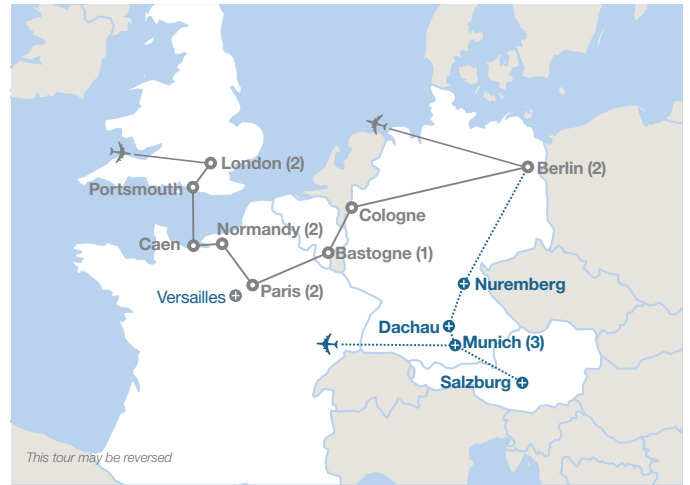 London (2)
Berlin (2)
Portsmouth
Cologne
Normandy (2)
Caen
Bastogne (1)
Paris (2)
Versailles
Nuremberg
Dachau
Munich (3)
Salzburg
This tour may be reversed